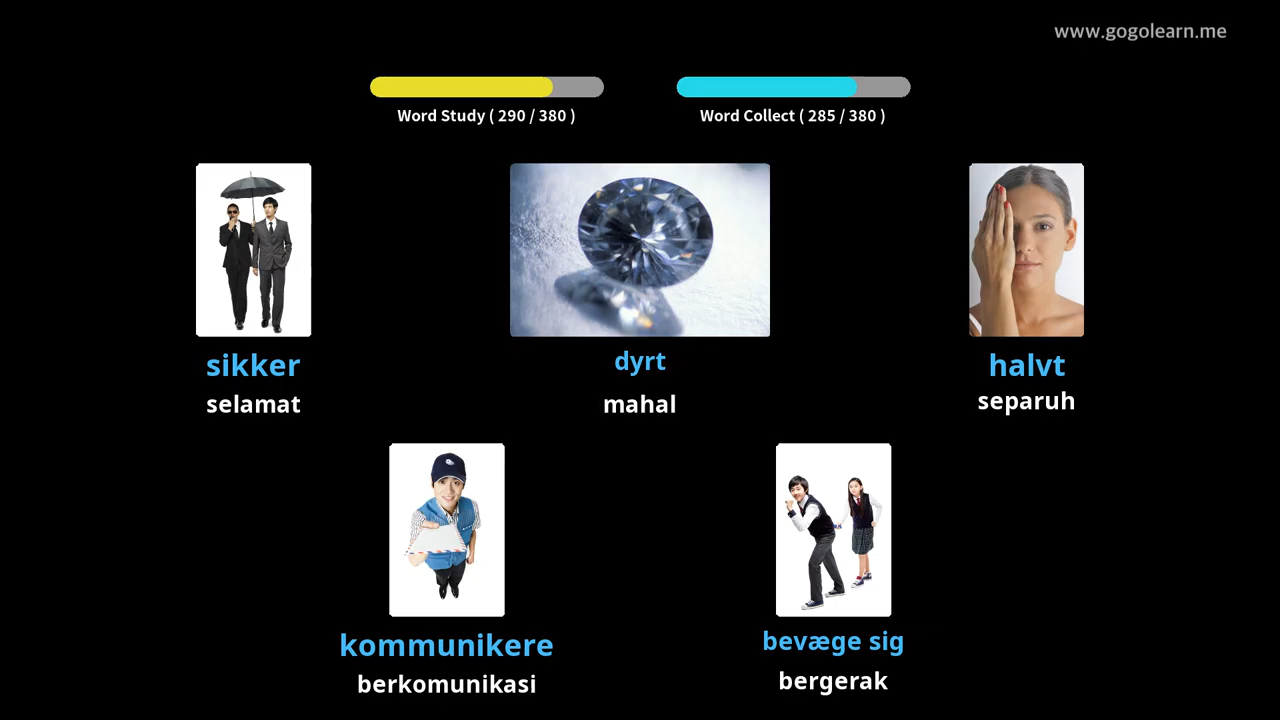 www.gogolearn.me
Word Study ( 290 / 380 )
Word Collect ( 285 / 380 )
sikker
selamat
dyrt
mahal
halvt
separuh
kommunikere
berkomunikasi
bevæge sig
bergerak